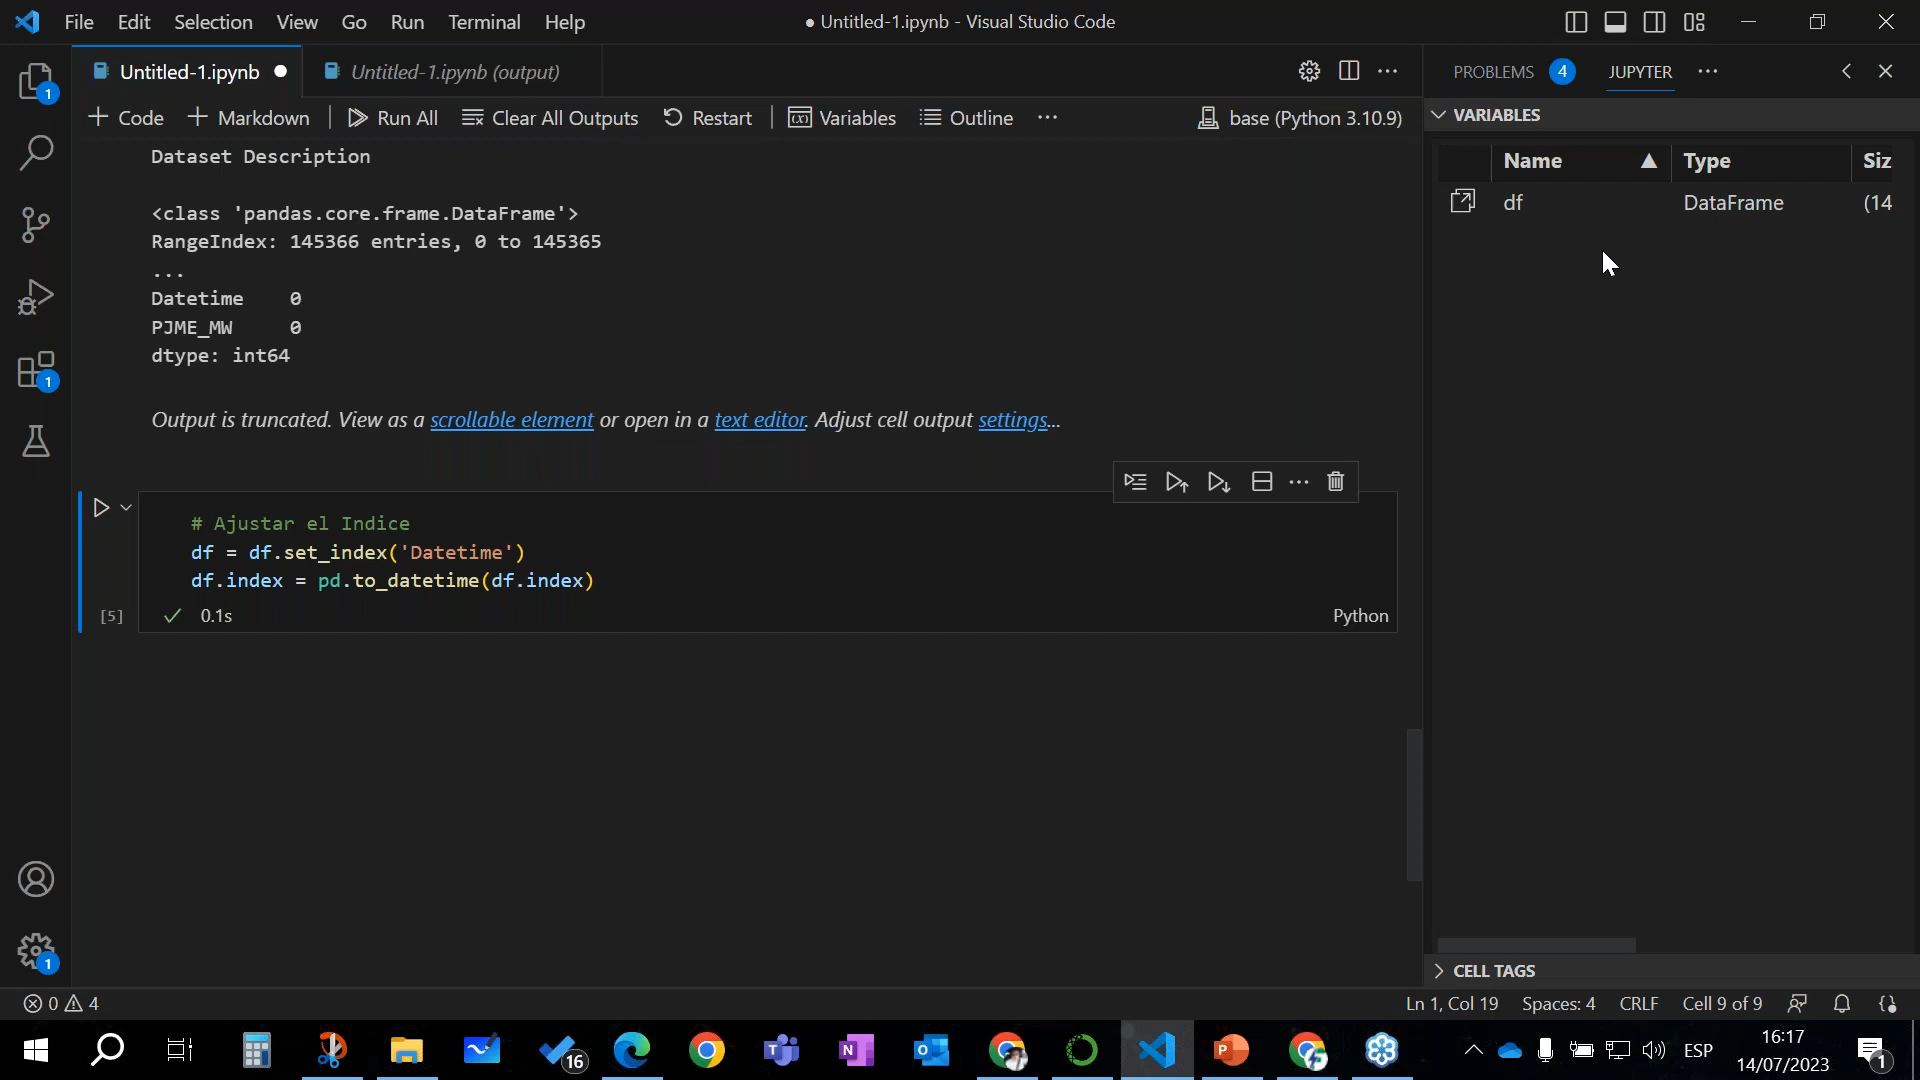 File Edit Selection View Go Run Terminal Help
● Untitled-1.ipynb - Visual Studio Code
Untitled-1.ipynb ●
Untitled-1.ipynb (output)
PROBLEMS 4 JUPYTER ...
+ Code + Markdown Run All Clear All Outputs Restart Variables Outline ...
base (Python 3.10.9)
VARIABLES
Name Type Siz
df DataFrame (14
Dataset Description
<class 'pandas.core.frame.DataFrame'>
RangeIndex: 145366 entries, 0 to 145365
...
Datetime 0
PJME_MW 0
dtype: int64
Output is truncated. View as a scrollable element or open in a text editor. Adjust cell output settings...
# Ajustar el Indice
df = df.set_index('Datetime')
df.index = pd.to_datetime(df.index)
[5] ✓ 0.1s
Python
1
1
1
CELL TAGS
0 4
Ln 1, Col 19 Spaces: 4 CRLF Cell 9 of 9
16
ESP
16:17
14/07/2023
1